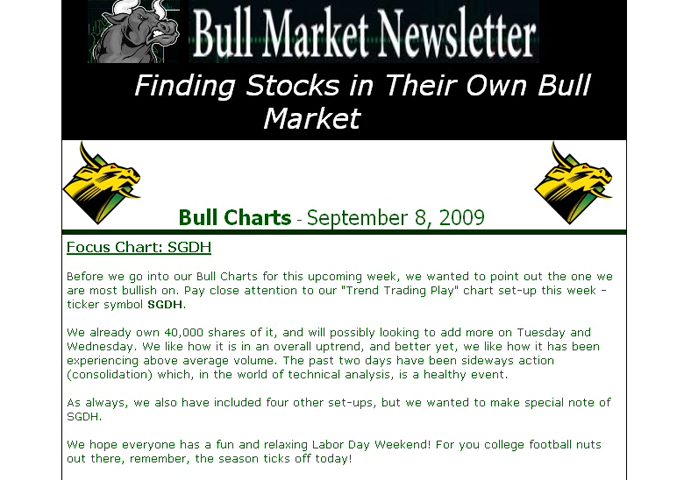 Bull Market Newsletter
Finding Stocks in Their Own Bull
Market
Bull Charts - September 8, 2009
Focus Chart: SGDH
Before we go into our Bull Charts for this upcoming week, we wanted to point out the one we
are most bullish on. Pay close attention to our "Trend Trading Play" chart set-up this week -
ticker symbol SGDH.
We already own 40,000 shares of it, and will possibly looking to add more on Tuesday and
Wednesday. We like how it is in an overall uptrend, and better yet, we like how it has been
experiencing above average volume. The past two days have been sideways action
(consolidation) which, in the world of technical analysis, is a healthy event.
As always, we also have included four other set-ups, but we wanted to make special note of
SGDH.
We hope everyone has a fun and relaxing Labor Day Weekend! For you college football nuts
out there, remember, the season ticks off today!